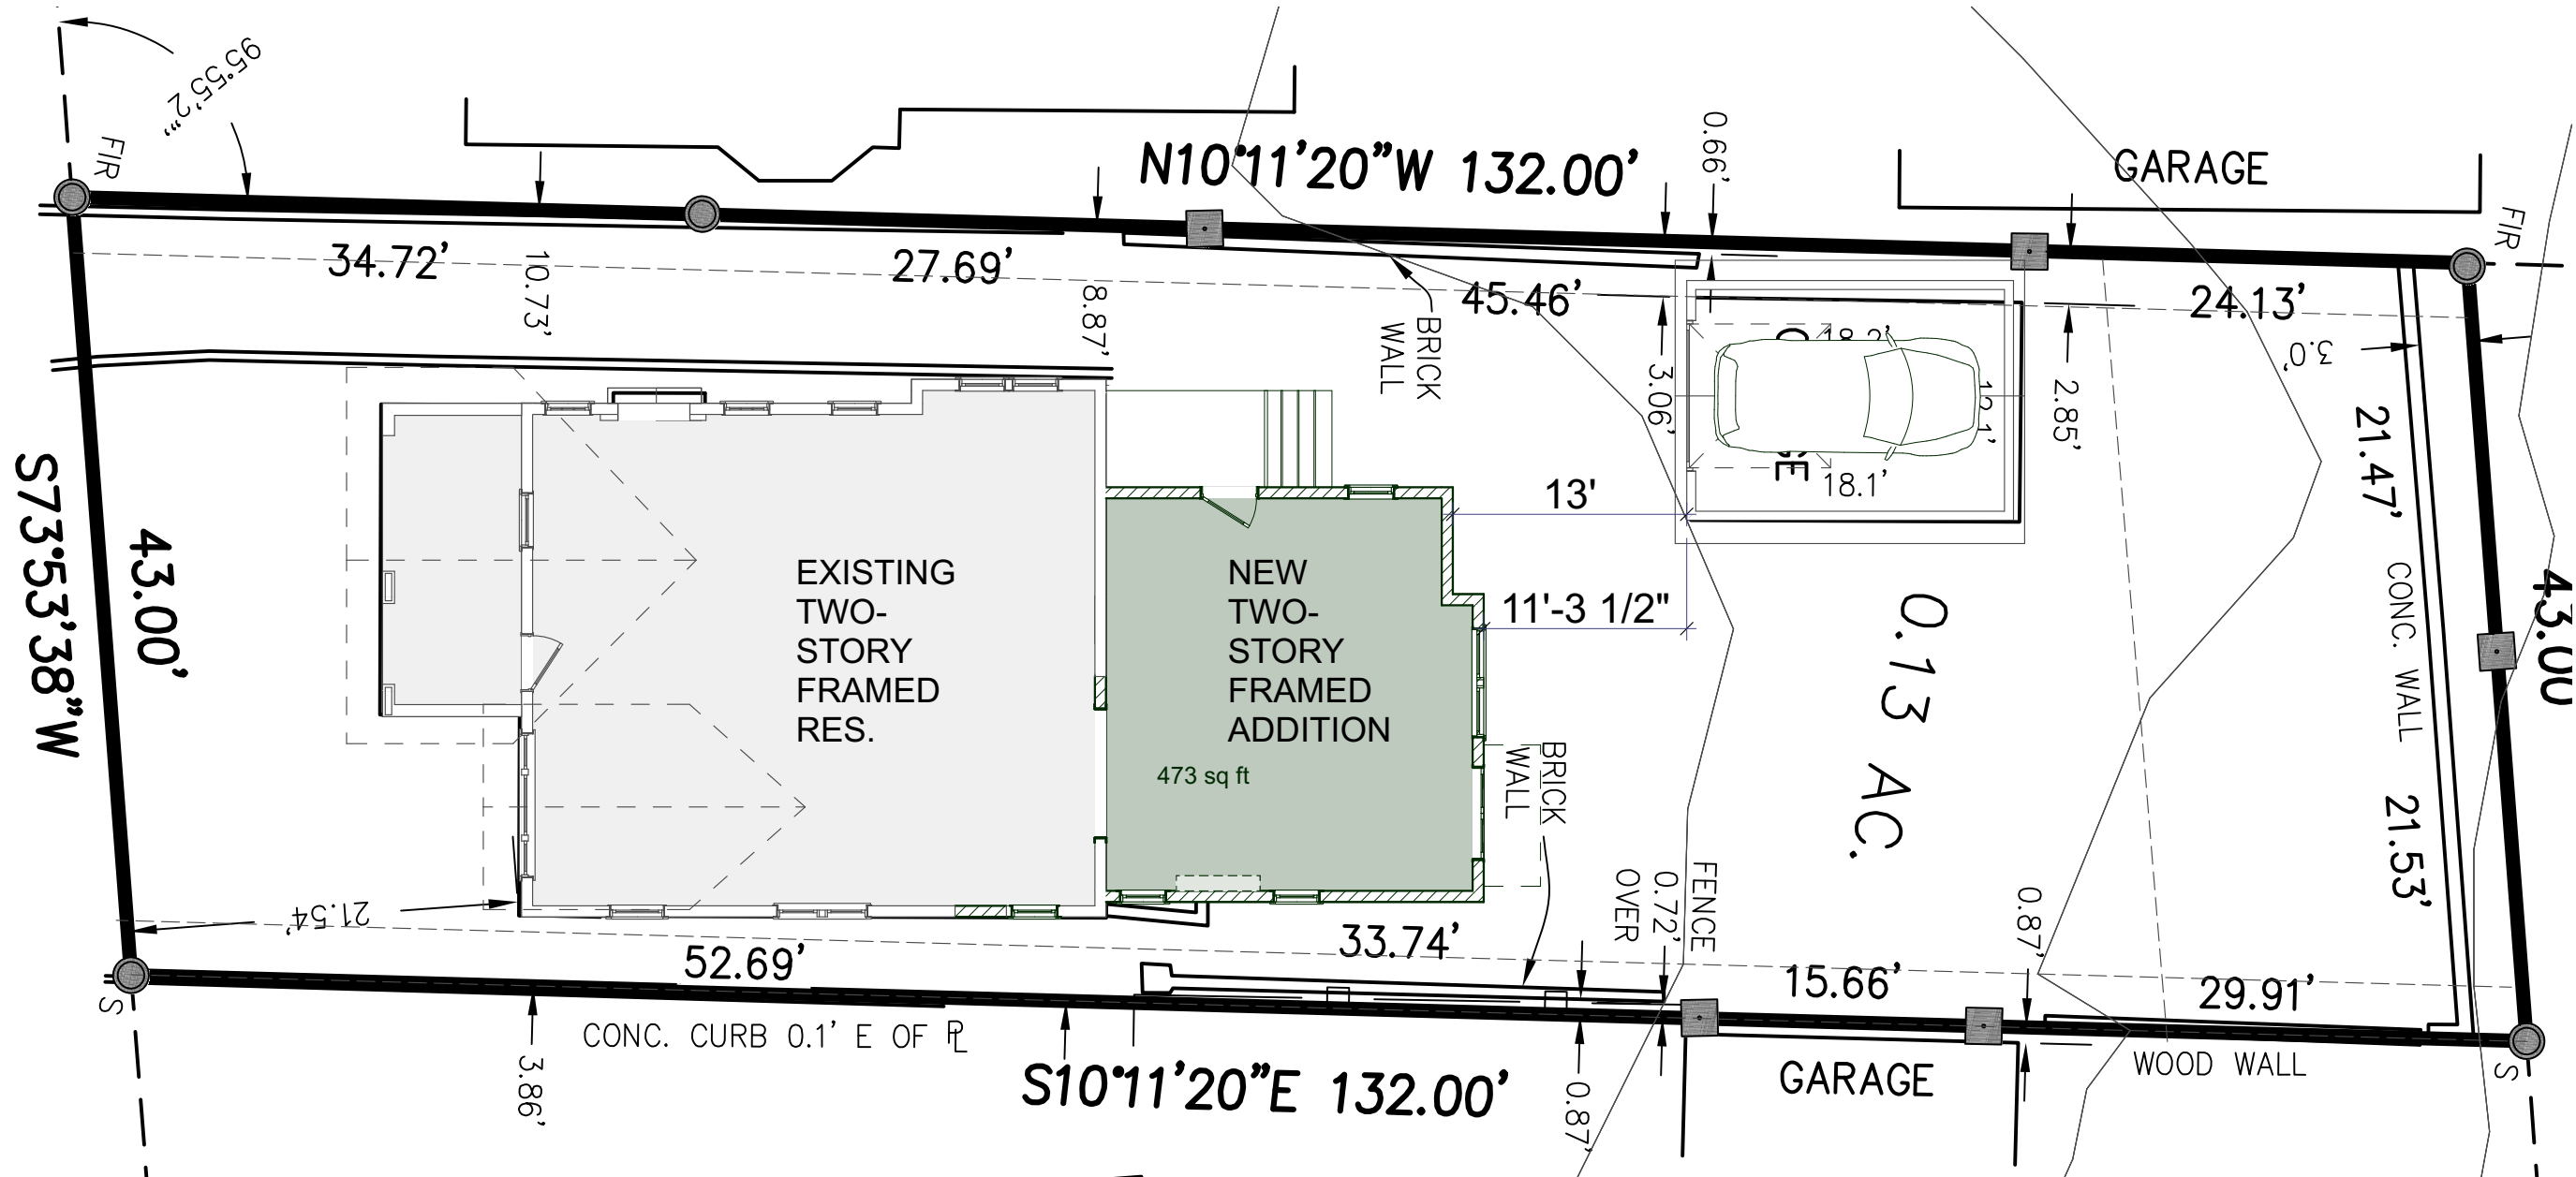 95°55'2"
FIR
N10°11'20"W 132.00'
0.66'
GARAGE
FIR
34.72'
10.73'
27.69'
8.87'
45.46'
BRICK
WALL
24.13'
3.0'
3.06'
18.1'
2.85'
21.47'
S73°53'38"W
43.00'
13'
11'-3 1/2"
EXISTING
TWO-
STORY
FRAMED
RES.
NEW
TWO-
STORY
FRAMED
ADDITION
473 sq ft
BRICK
WALL
0.13 AC.
CONC. WALL
43.00
21.53'
21.54'
52.69'
33.74'
FENCE
0.72'
OVER
15.66'
0.87'
29.91'
S
CONC. CURB 0.1' E OF PL
3.86'
S10°11'20"E 132.00'
0.87'
GARAGE
WOOD WALL
S